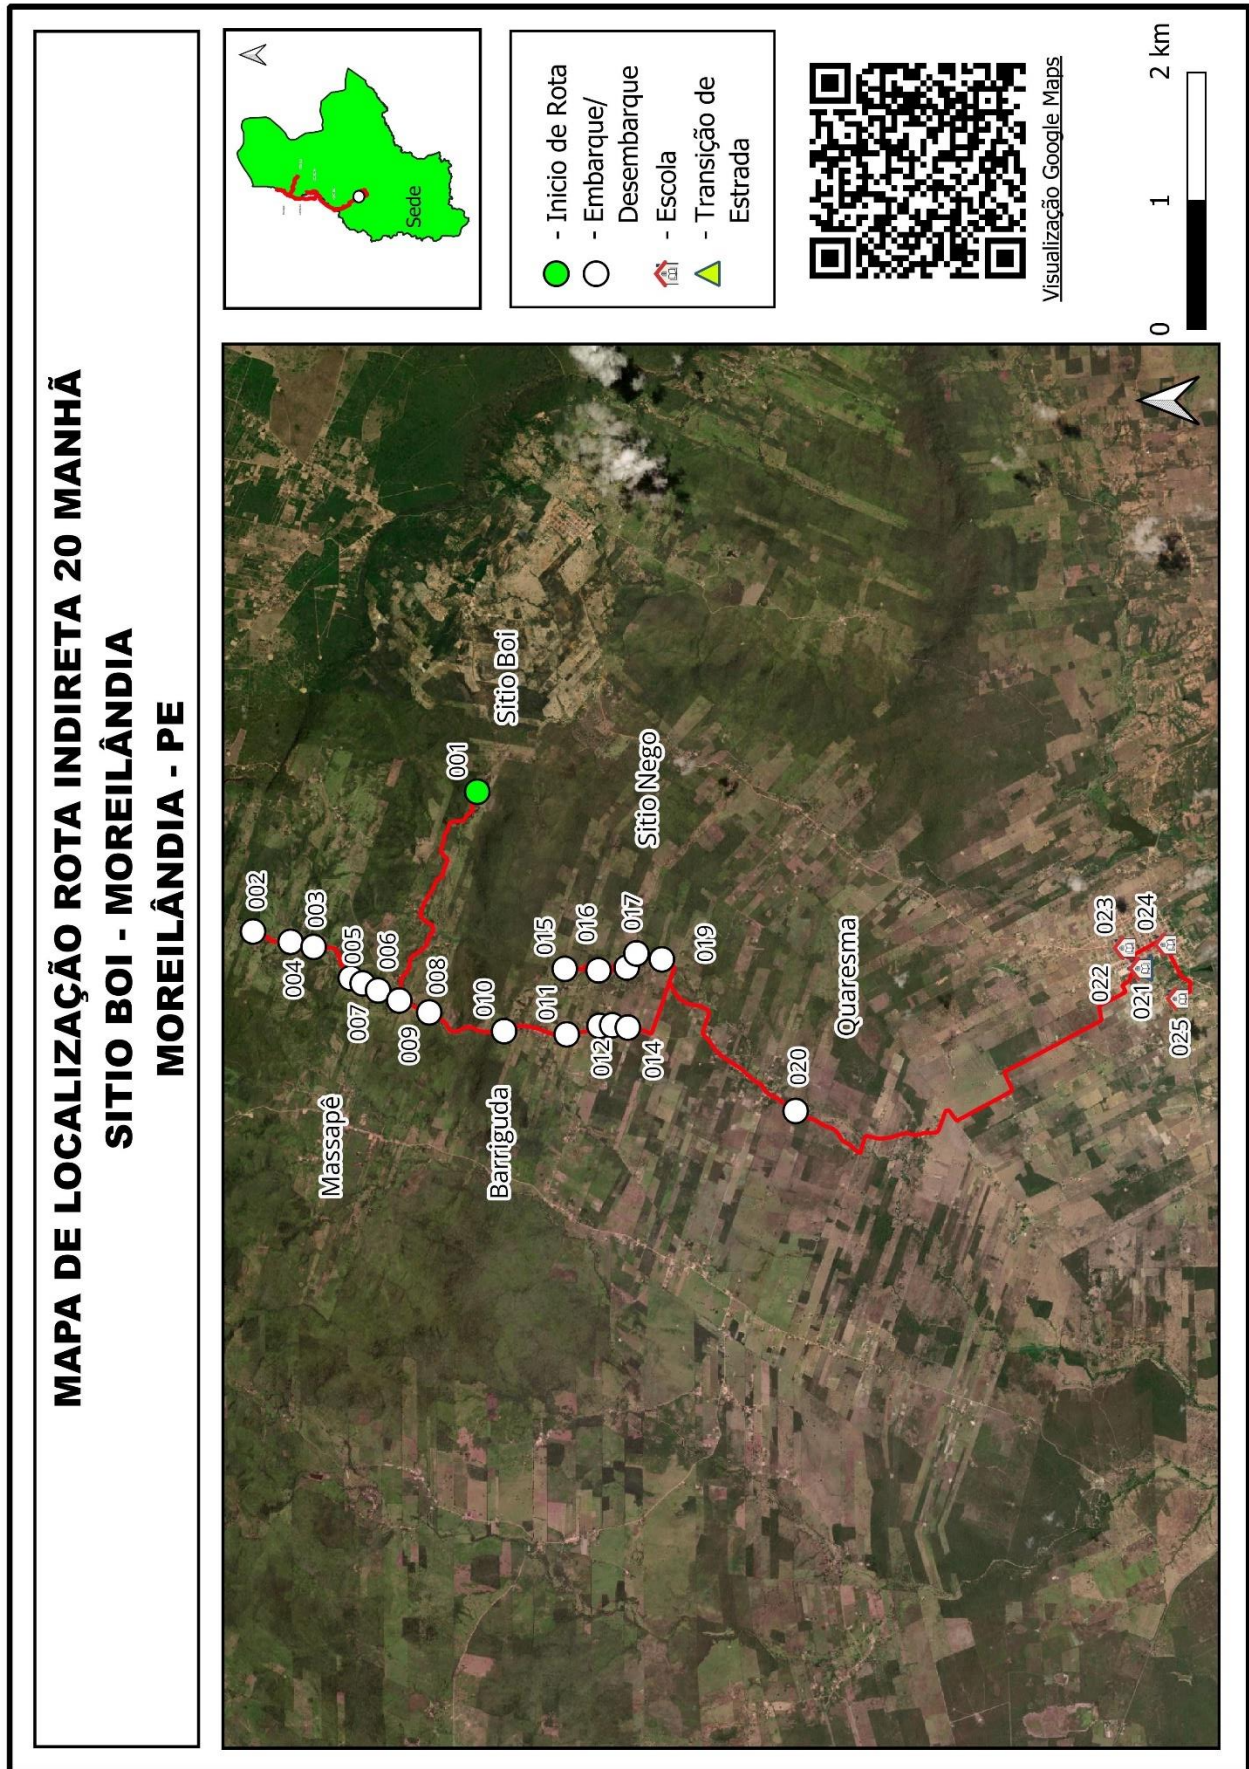 MAPA DE LOCALIZAÇÃO ROTA INDIRETA 20 MANHÃ
SITIO BOI - MOREILÂNDIA
MOREILÂNDIA - PE
Sede
- Inicio de Rota
- Embarque/
Desembarque
- Escola
- Transição de
Estrada
Visualização Google Maps
0 1 2 km
002
004
003
005
007
006
009
008
001
010
011
015
016
012
017
014
019
020
022
023
021
024
025
Massapê
Sitio Boi
Barriguda
Sitio Nego
Quaresma